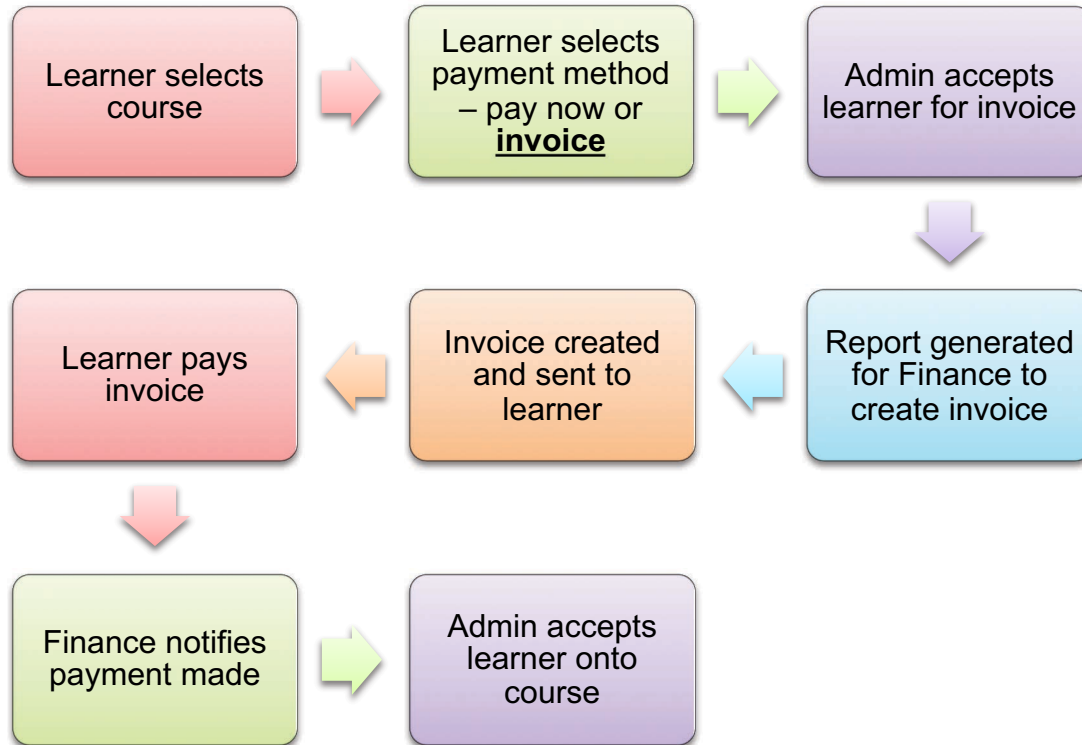 Learner selects
course
Learner selects
payment method
– pay now or
invoice
Admin accepts
learner for invoice
Report generated
for Finance to
create invoice
Invoice created
and sent to
learner
Learner pays
invoice
Finance notifies
payment made
Admin accepts
learner onto
course